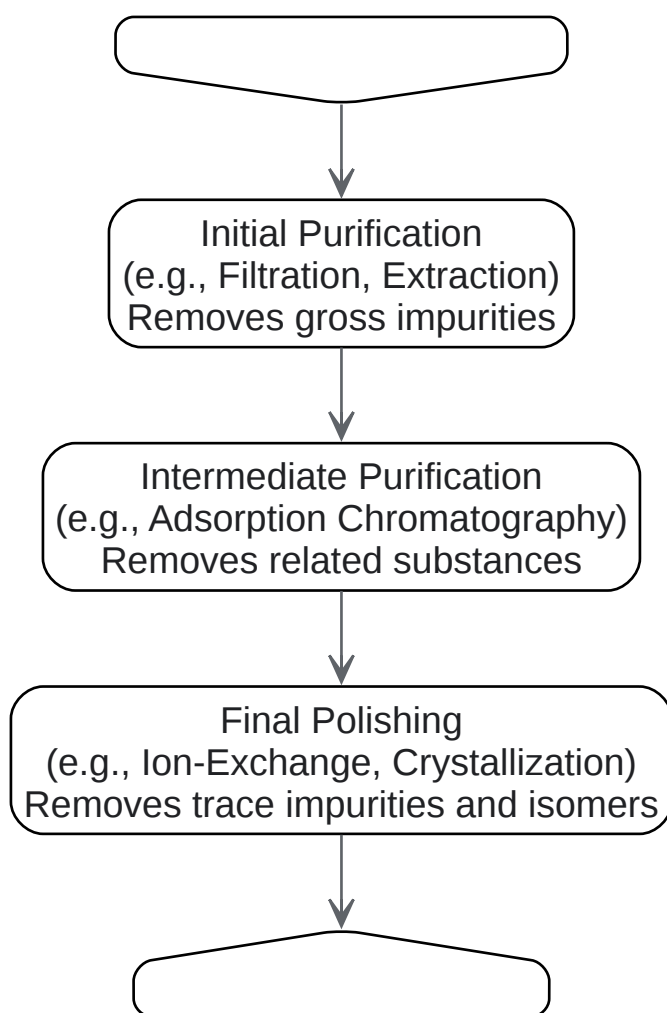 Initial Purification
(e.g., Filtration, Extraction)
Removes gross impurities
Intermediate Purification
(e.g., Adsorption Chromatography)
Removes related substances
Final Polishing
(e.g., Ion-Exchange, Crystallization)
Removes trace impurities and isomers